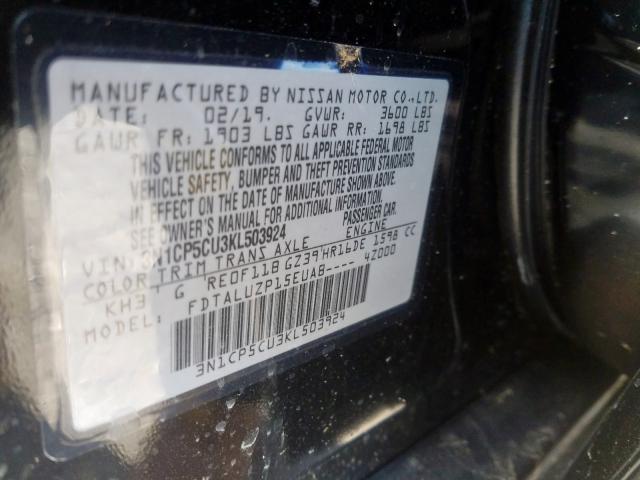 MANUFACTURED BY NISSAN MOTOR CO.,LTD.
DATE: 02/19. GVWR: 3600 LBS
GAWR FR: 1903 LBS GAWR RR: 1698 LBS
THIS VEHICLE CONFORMS TO ALL APPLICABLE FEDERAL MOTOR
VEHICLE SAFETY, BUMPER AND THEFT PREVENTION STANDARDS
IN EFFECT ON THE DATE OF MANUFACTURE SHOWN ABOVE.
SEE OWNER'S MANUAL FOR ADDITIONAL INFORMATION.
VIN: 3N1CP5CU3KL503924 PASSENGER CAR.
COLOR TRIM TRANS AXLE ENGINE
KH3 G RE0F11B GZ39 HR16DE 1598 CC
MODEL: FDTALUZP15EUA8---- 4Z000
3N1CP5CU3KL503924